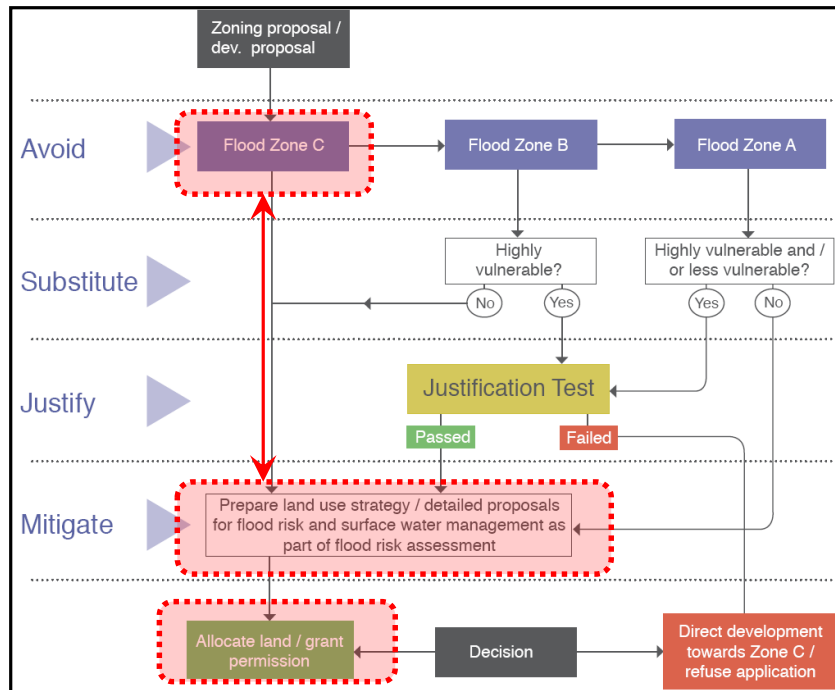 Zoning proposal /
dev. proposal
Avoid
Flood Zone C
Flood Zone B
Flood Zone A
Substitute
Highly
vulnerable?
Highly vulnerable and /
or less vulnerable?
No
Yes
Yes
No
Justify
Justification Test
Passed
Failed
Mitigate
Prepare land use strategy / detailed proposals
for flood risk and surface water management as
part of flood risk assessment
Allocate land / grant
permission
Decision
Direct development
towards Zone C /
refuse application